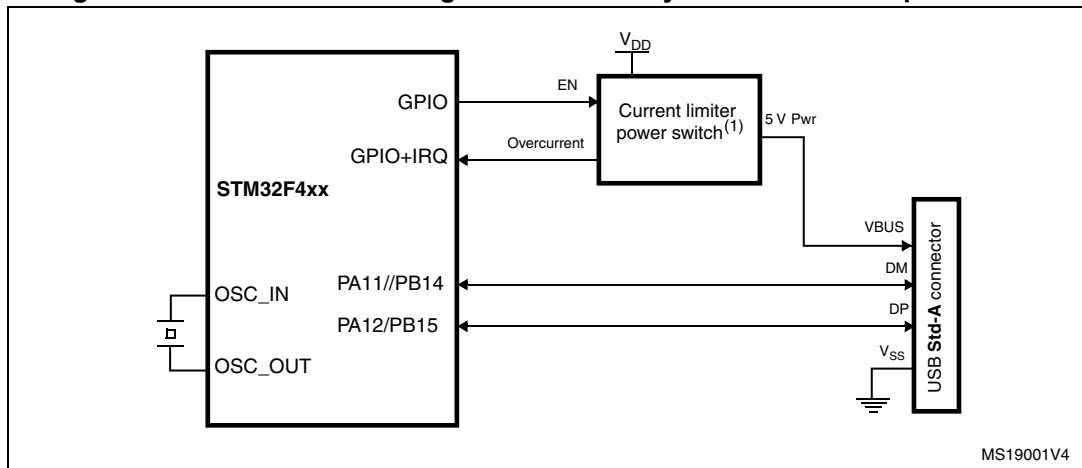 V_DD
GPIO
EN
Current limiter
power switch(1)
5 V Pwr
GPIO+IRQ
Overcurrent
STM32F4xx
VBUS
DM
PA11//PB14
DP
PA12/PB15
V_SS
OSC_IN
OSC_OUT
USB Std-A connector
MS19001V4